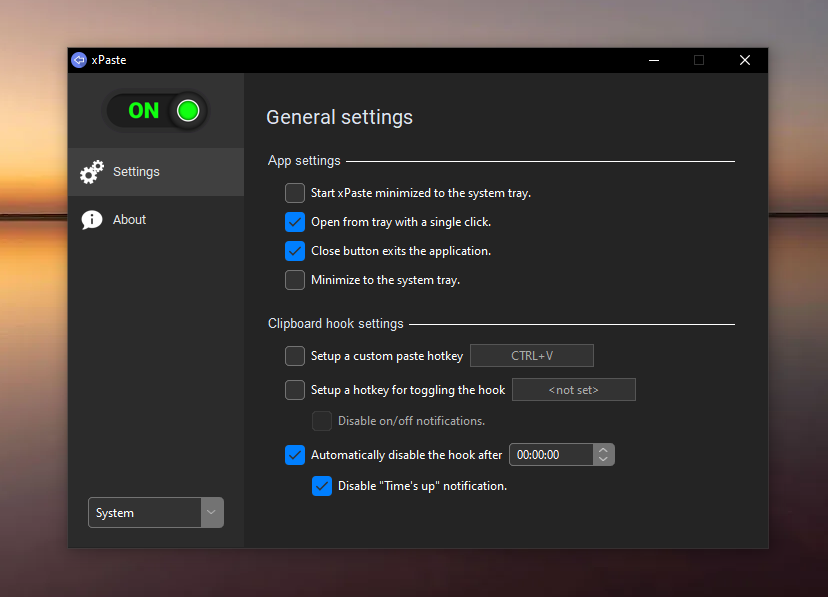 xPaste
ON
Settings
About
System
General settings
App settings
Start xPaste minimized to the system tray.
Open from tray with a single click.
Close button exits the application.
Minimize to the system tray.
Clipboard hook settings
Setup a custom paste hotkey CTRL+V
Setup a hotkey for toggling the hook <not set>
Disable on/off notifications.
Automatically disable the hook after 00:00:00
Disable "Time's up" notification.